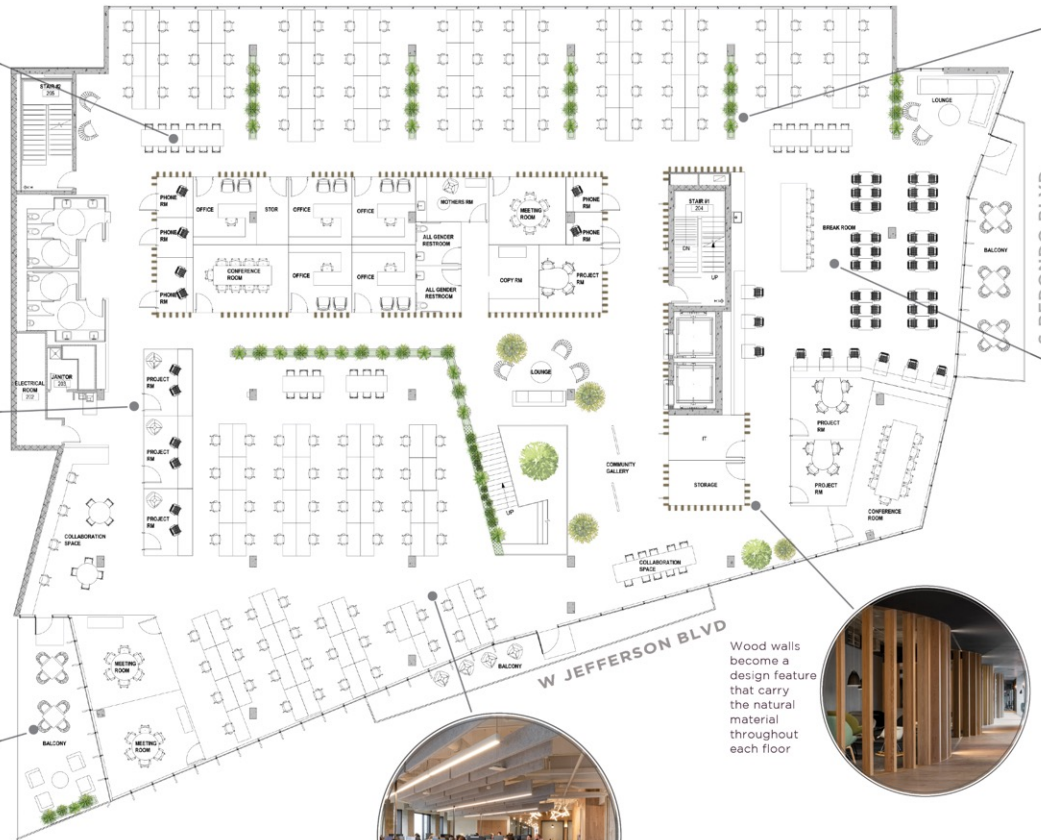 STAIR #2
206
LOUNGE
PHONE
RM
OFFICE
STOR
OFFICE
OFFICE
MOTHERS RM
MEETING
ROOM
PHONE
RM
STAIR #1
204
PHONE
RM
ALL GENDER
RESTROOM
PHONE
RM
DN
BREAK ROOM
BALCONY
CONFERENCE
ROOM
OFFICE
OFFICE
COPY RM
PROJECT
RM
UP
PHONE
RM
ALL GENDER
RESTROOM
ELECTRICAL
ROOM
202
JANITOR
203
PROJECT
RM
LOUNGE
PROJECT
RM
PROJECT
RM
IT
COMMUNITY
GALLERY
STORAGE
PROJECT
RM
CONFERENCE
ROOM
PROJECT
RM
UP
COLLABORATION
SPACE
COLLABORATION
SPACE
MEETING
ROOM
BALCONY
W JEFFERSON BLVD
BALCONY
MEETING
ROOM
Wood walls
become a
design feature
that carry
the natural
material
throughout
each floor